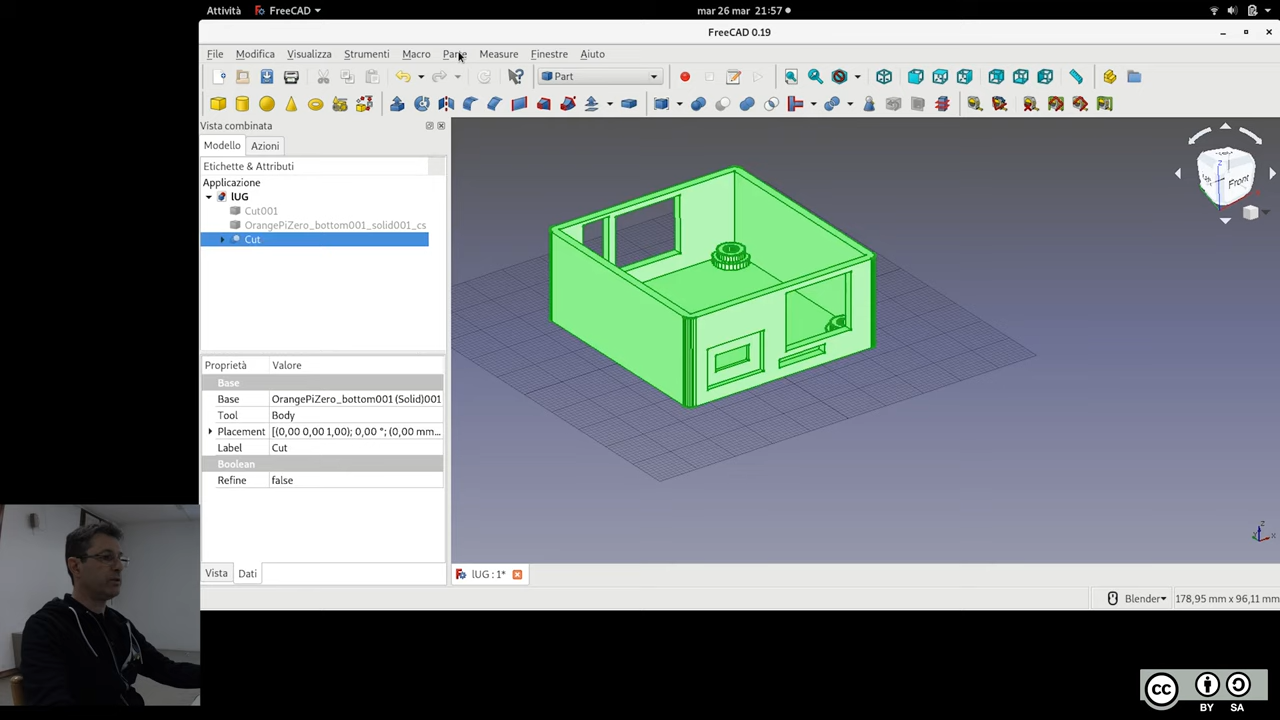 Attività
FreeCAD
mar 26 mar 21:57
FreeCAD 0.19
File Modifica Visualizza Strumenti Macro Parte Measure Finestre Aiuto
Part
Vista combinata
Modello Azioni
Etichette & Attributi
Applicazione
lUG
Cut001
OrangePiZero_bottom001_solid001_cs
Cut
Proprietà Valore
Base
Base OrangePiZero_bottom001 (Solid)001
Tool Body
Placement [(0,00 0,00 1,00); 0,00 °; (0,00 mm...
Label Cut
Boolean
Refine false
Vista Dati
lUG : 1*
Front
Z
X
Blender
178,95 mm x 96,11 mm
CC
BY SA